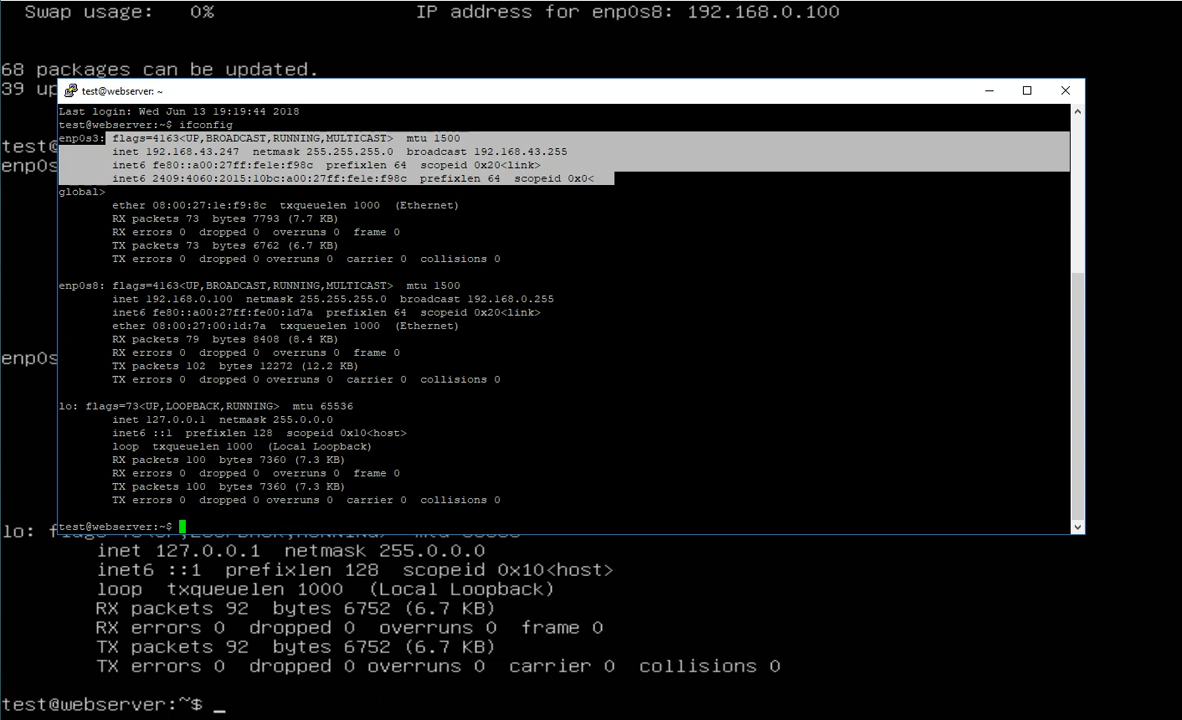 Swap usage:   0%                 IP address for enp0s8: 192.168.0.100
68 packages can be updated.
39 up
test@webserver: ~
Last login: Wed Jun 13 19:19:44 2018
test@webserver:~$ ifconfig
enp0s3: flags=4163<UP,BROADCAST,RUNNING,MULTICAST>  mtu 1500
        inet 192.168.43.247  netmask 255.255.255.0  broadcast 192.168.43.255
        inet6 fe80::a00:27ff:fe1e:f98c  prefixlen 64  scopeid 0x20<link>
        inet6 2409:4060:2015:10bc:a00:27ff:fe1e:f98c  prefixlen 64  scopeid 0x0<
global>
        ether 08:00:27:1e:f9:8c  txqueuelen 1000  (Ethernet)
        RX packets 73  bytes 7793 (7.7 KB)
        RX errors 0  dropped 0  overruns 0  frame 0
        TX packets 73  bytes 6762 (6.7 KB)
        TX errors 0  dropped 0 overruns 0  carrier 0  collisions 0
enp0s8: flags=4163<UP,BROADCAST,RUNNING,MULTICAST>  mtu 1500
        inet 192.168.0.100  netmask 255.255.255.0  broadcast 192.168.0.255
        inet6 fe80::a00:27ff:fe00:1d7a  prefixlen 64  scopeid 0x20<link>
        ether 08:00:27:00:1d:7a  txqueuelen 1000  (Ethernet)
        RX packets 79  bytes 8408 (8.4 KB)
        RX errors 0  dropped 0  overruns 0  frame 0
        TX packets 102  bytes 12272 (12.2 KB)
        TX errors 0  dropped 0 overruns 0  carrier 0  collisions 0
lo: flags=73<UP,LOOPBACK,RUNNING>  mtu 65536
        inet 127.0.0.1  netmask 255.0.0.0
        inet6 ::1  prefixlen 128  scopeid 0x10<host>
        loop  txqueuelen 1000  (Local Loopback)
        RX packets 100  bytes 7360 (7.3 KB)
        RX errors 0  dropped 0  overruns 0  frame 0
        TX packets 100  bytes 7360 (7.3 KB)
        TX errors 0  dropped 0 overruns 0  carrier 0  collisions 0
test@webserver:~$
test@
enp0s
enp0s
lo:
        inet 127.0.0.1  netmask 255.0.0.0
        inet6 ::1  prefixlen 128  scopeid 0x10<host>
        loop  txqueuelen 1000  (Local Loopback)
        RX packets 92  bytes 6752 (6.7 KB)
        RX errors 0  dropped 0  overruns 0  frame 0
        TX packets 92  bytes 6752 (6.7 KB)
        TX errors 0  dropped 0 overruns 0  carrier 0  collisions 0
test@webserver:~$ _